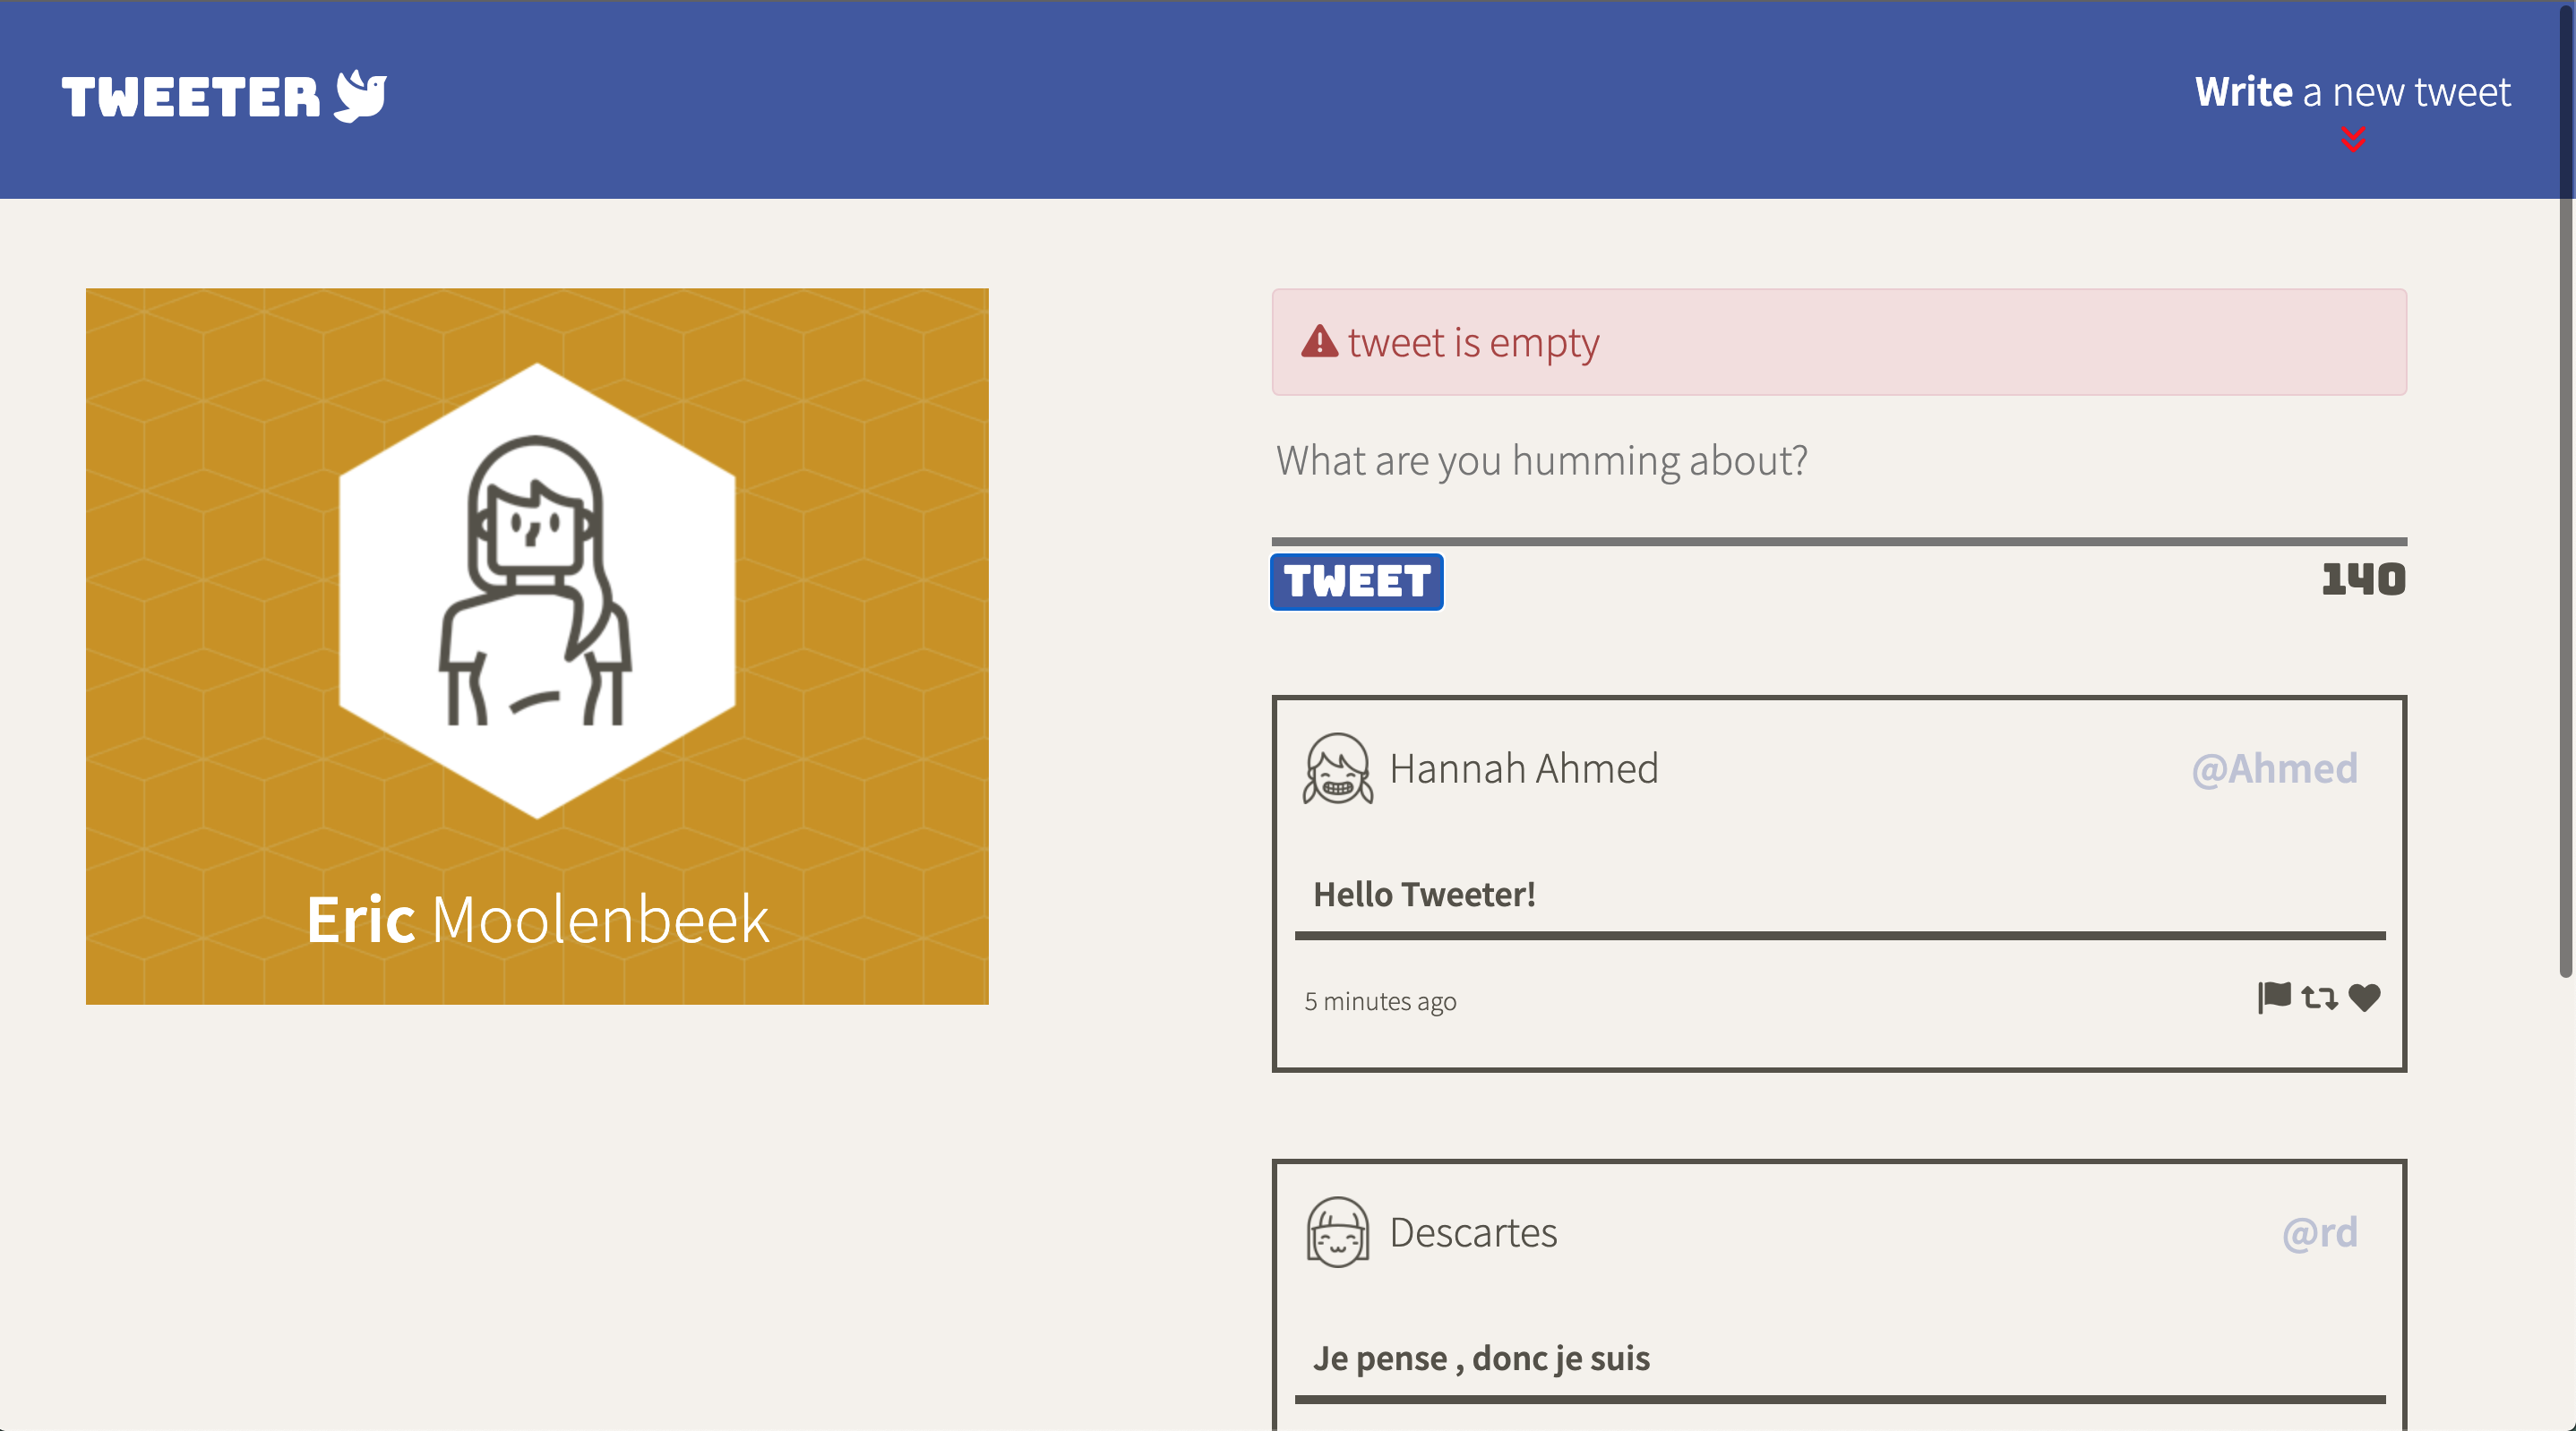 TWEETER
Write a new tweet
Eric Moolenbeek
tweet is empty
What are you humming about?
TWEET
140
Hannah Ahmed
@Ahmed
Hello Tweeter!
5 minutes ago
Descartes
@rd
Je pense , donc je suis